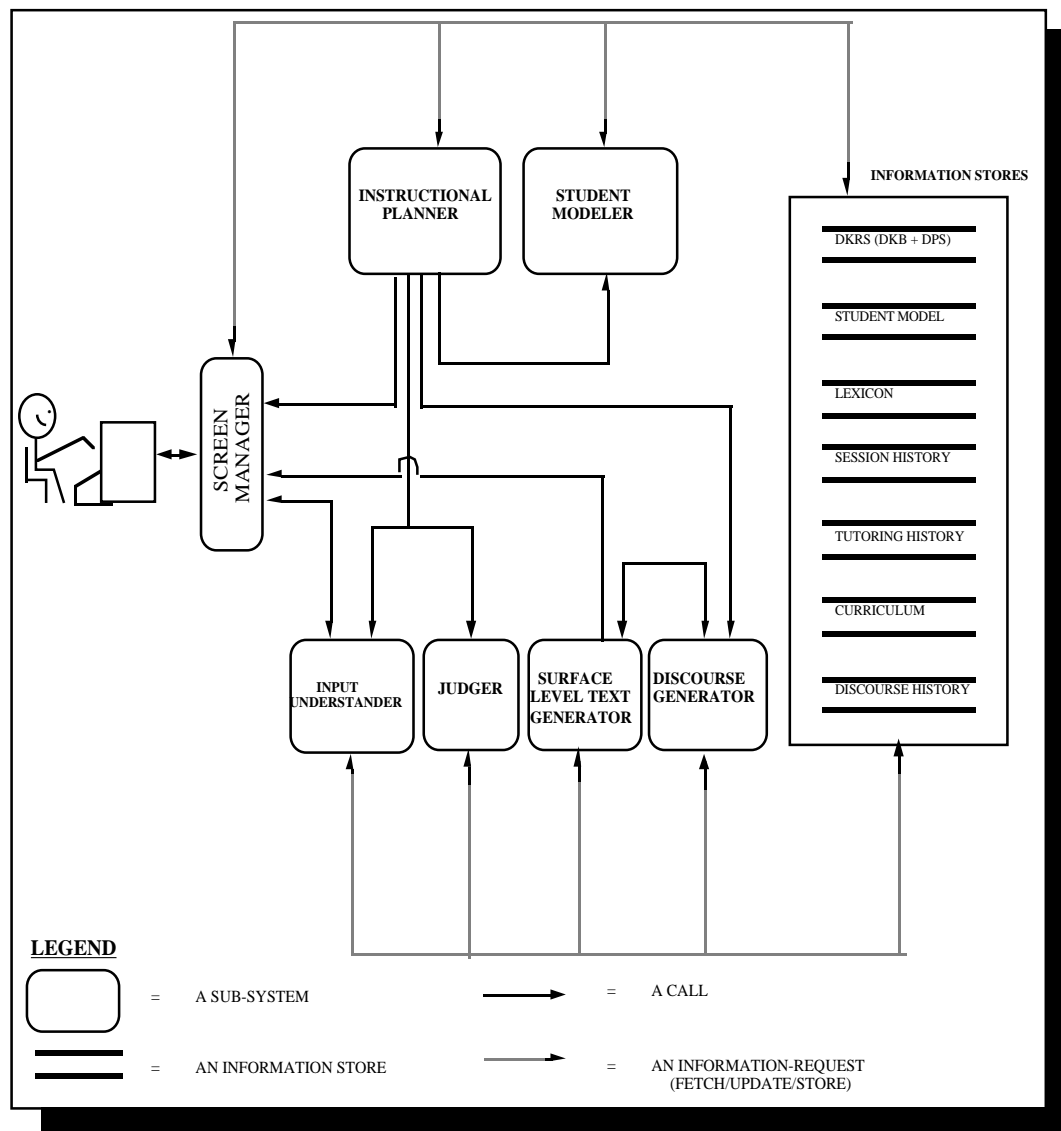 INFORMATION STORES
INSTRUCTIONAL
PLANNER
STUDENT
MODELER
DKRS (DKB + DPS)
STUDENT MODEL
LEXICON
SESSION HISTORY
TUTORING HISTORY
CURRICULUM
DISCOURSE HISTORY
SCREEN
MANAGER
INPUT
UNDERSTANDER
JUDGER
SURFACE
LEVEL TEXT
GENERATOR
DISCOURSE
GENERATOR
LEGEND
= A SUB-SYSTEM
= A CALL
= AN INFORMATION STORE
= AN INFORMATION-REQUEST
(FETCH/UPDATE/STORE)